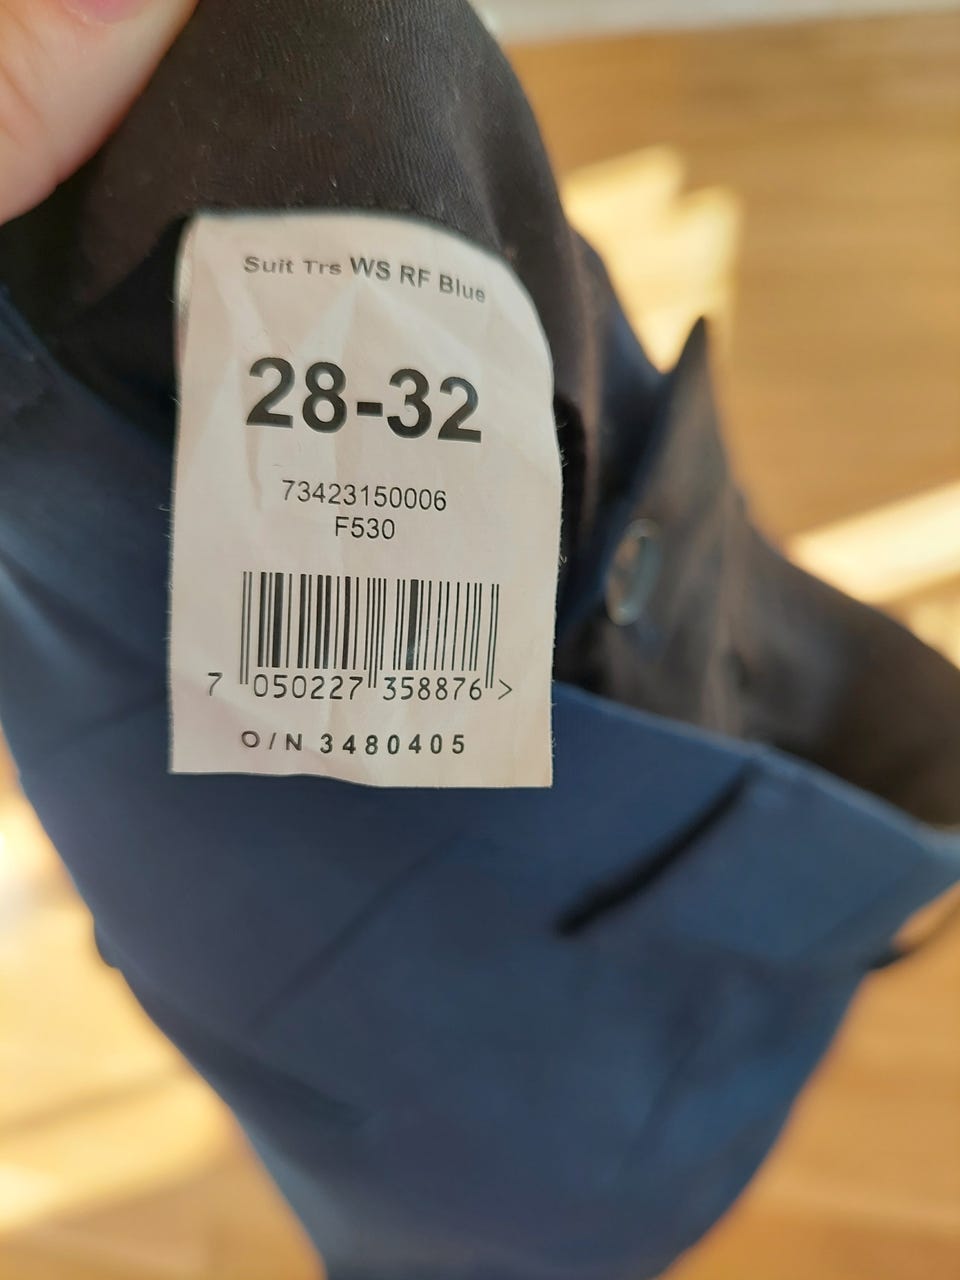 Suit Trs WS RF Blue
28-32
73423150006
F530
7 050227 358876 >
O/N 3480405